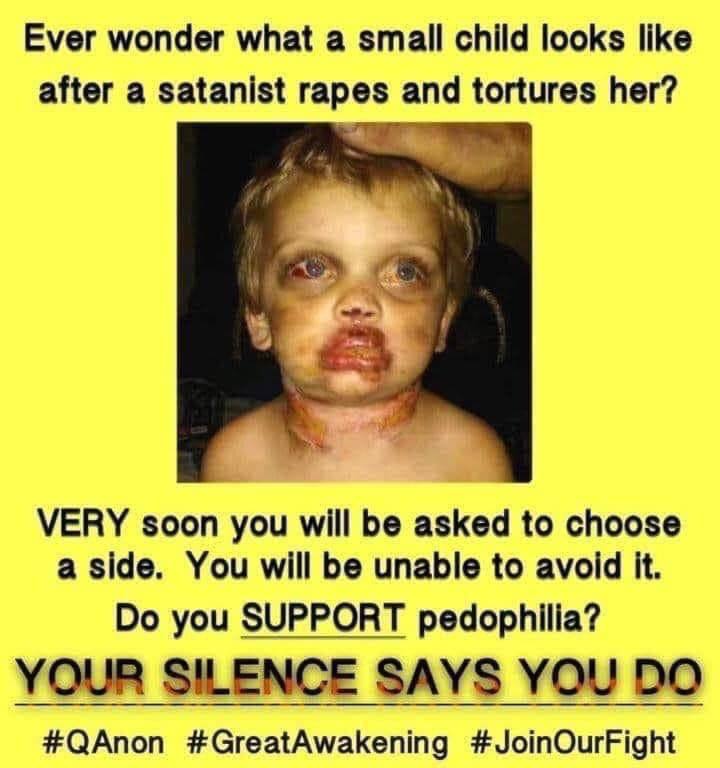 Ever wonder what a small child looks like
after a satanist rapes and tortures her?
VERY soon you will be asked to choose
a side. You will be unable to avoid it.
Do you SUPPORT pedophilia?
YOUR SILENCE SAYS YOU DO
#QAnon #GreatAwakening #JoinOurFight